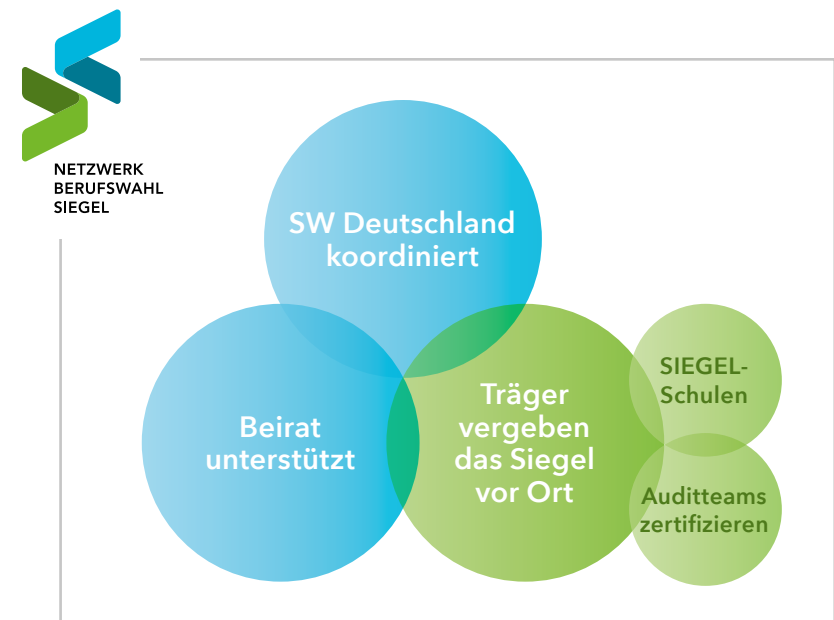 NETZWERK
BERUFSWAHL
SIEGEL
SW Deutschland
koordiniert
Beirat
unterstützt
Träger
vergeben
das Siegel
vor Ort
SIEGEL-
Schulen
Auditteams
zertifizieren